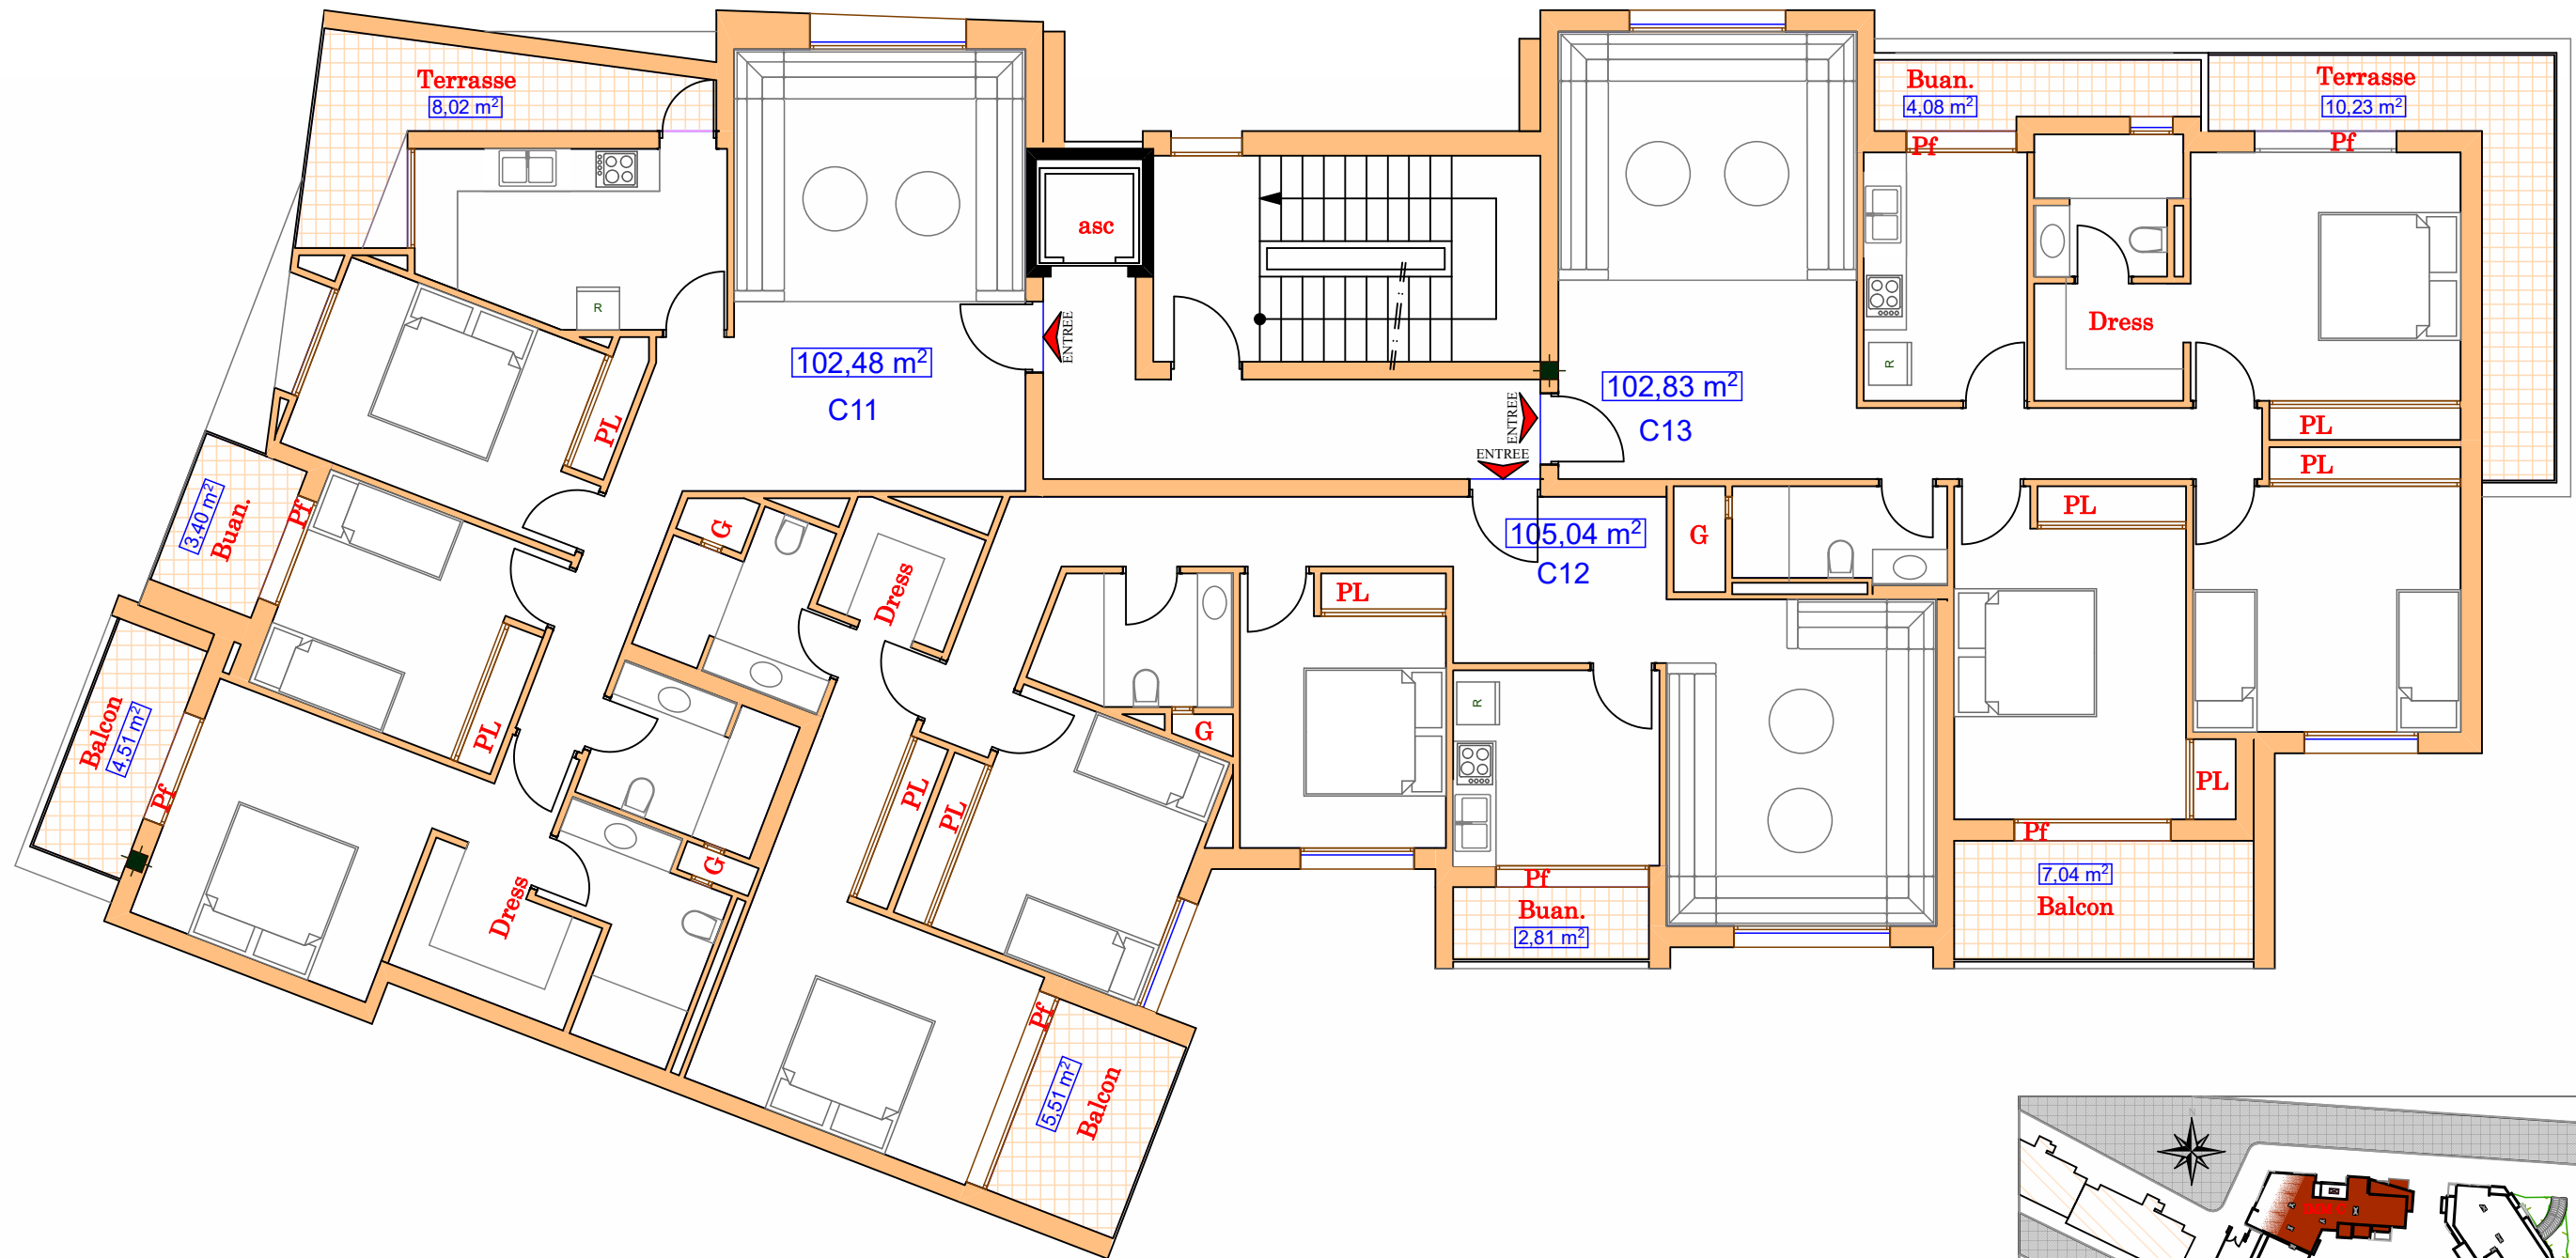 Terrasse
8,02 m²
Buan.
4,08 m²
Terrasse
10,23 m²
Pf
Pf
asc
R
Dress
R
ENTREE
102,48 m²
C11
102,83 m²
C13
ENTREE
ENTREE
PL
PL
PL
PL
3,40 m²
Buan.
Pf
G
105,04 m²
C12
G
PL
Dress
PL
Balcon
4,51 m²
Pf
PL
G
R
PL
PL
PL
Pf
G
Dress
Pf
Buan.
2,81 m²
7,04 m²
Balcon
Pf
5,51 m²
Balcon